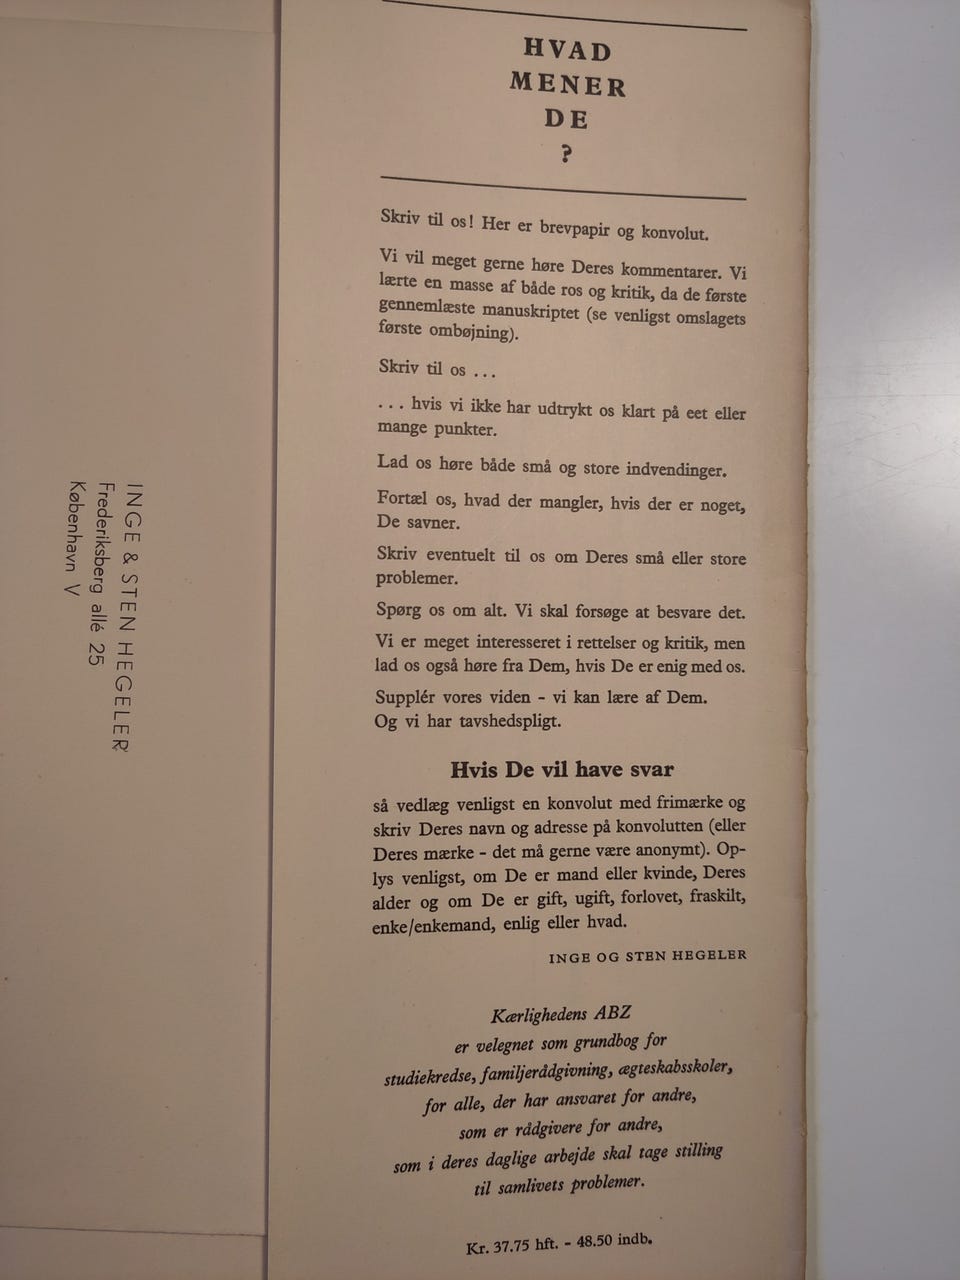 HVAD
MENER
DE
?
Skriv til os! Her er brevpapir og konvolut.
Vi vil meget gerne høre Deres kommentarer. Vi
lærte en masse af både ros og kritik, da de første
gennemlæste manuskriptet (se venligst omslagets
første ombøjning).
Skriv til os ...
... hvis vi ikke har udtrykt os klart på eet eller
mange punkter.
Lad os høre både små og store indvendinger.
Fortæl os, hvad der mangler, hvis der er noget,
De savner.
Skriv eventuelt til os om Deres små eller store
problemer.
Spørg os om alt. Vi skal forsøge at besvare det.
Vi er meget interesseret i rettelser og kritik, men
lad os også høre fra Dem, hvis De er enig med os.
Supplér vores viden – vi kan lære af Dem.
Og vi har tavshedspligt.
Hvis De vil have svar
så vedlæg venligst en konvolut med frimærke og
skriv Deres navn og adresse på konvolutten (eller
Deres mærke – det må gerne være anonymt). Op-
lys venligst, om De er mand eller kvinde, Deres
alder og om De er gift, ugift, forlovet, fraskilt,
enke/enkemand, enlig eller hvad.
INGE OG STEN HEGELER
Kærlighedens ABZ
er velegnet som grundbog for
studiekredse, familjerådgivning, ægteskabsskoler,
for alle, der har ansvaret for andre,
som er rådgivere for andre,
som i deres daglige arbejde skal tage stilling
til samlivets problemer.
Kr. 37.75 hft. – 48.50 indb.
INGE & STEN HEGELER
Frederiksberg allé 25
København V